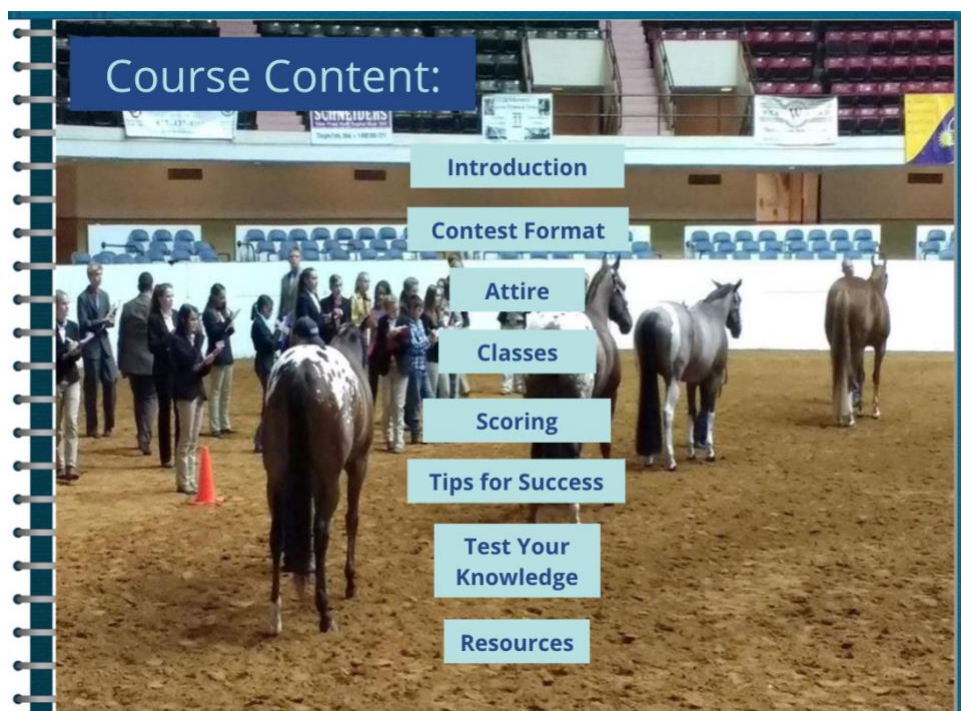 Course Content:
SCHNEIDERS
Introduction
Contest Format
Attire
Classes
Scoring
Tips for Success
Test Your
Knowledge
Resources